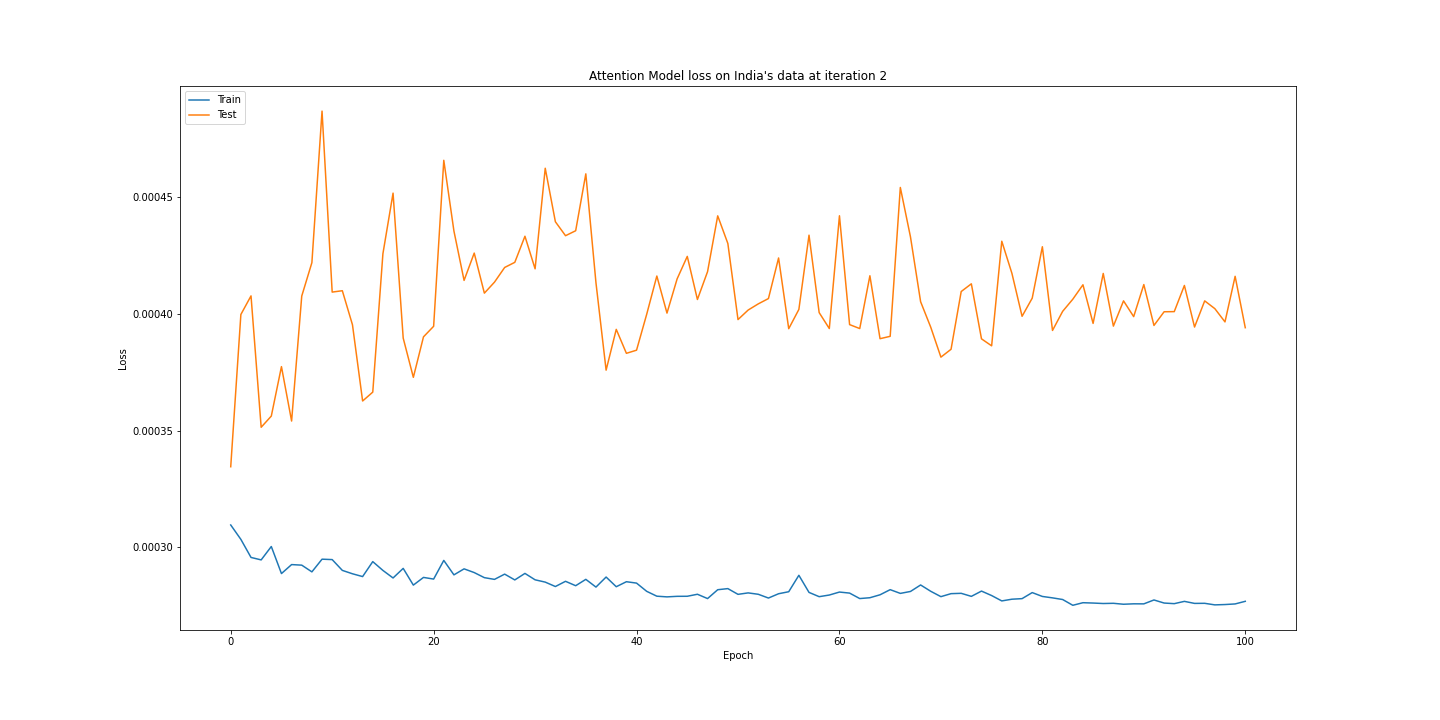 Attention Model loss on India's data at iteration 2
Train
Test
0.00045
0.00040
0.00035
0.00030
Loss
0 20 40 60 80 100
Epoch